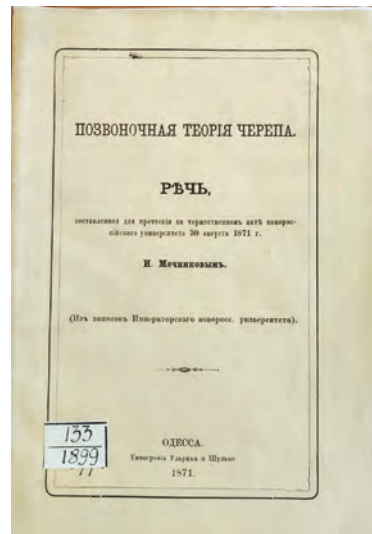 ПОЗВОНОЧНАЯ ТЕОРІЯ ЧЕРЕПА.
РѢЧЬ,
составленная для прочтенія на торжественномъ актѣ новорос-
сійскаго университета 30 августа 1871 г.
И. Мечниковымъ.
(Изъ записокъ Императорскаго новоросс. университета).
133
1899
ОДЕССА.
Типографія Ульриха и Шульце
1871.